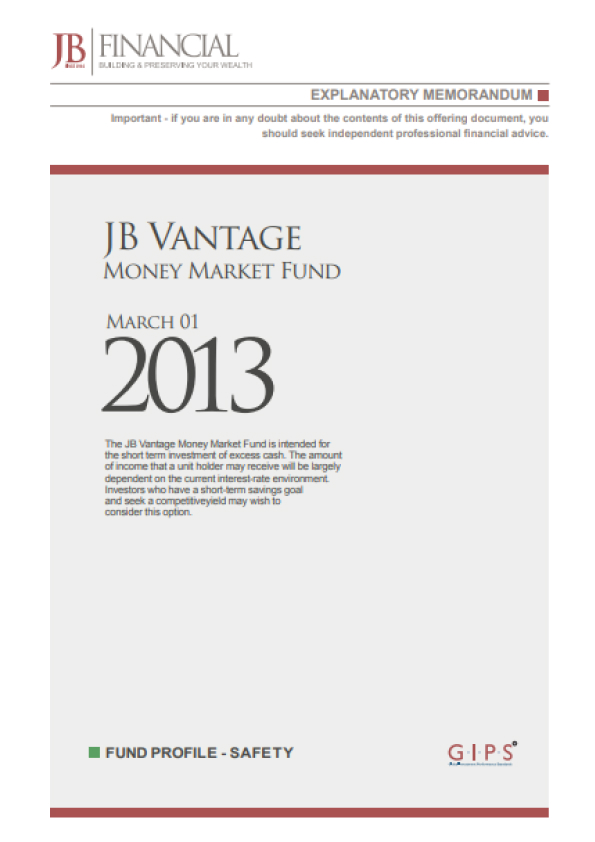 JB FINANCIAL
BUILDING & PRESERVING YOUR WEALTH
EXPLANATORY MEMORANDUM
Important - if you are in any doubt about the contents of this offering document, you
should seek independent professional financial advice.
JB VANTAGE
MONEY MARKET FUND
MARCH 01
2013
The JB Vantage Money Market Fund is intended for
the short term investment of excess cash. The amount
of income that a unit holder may receive will be largely
dependent on the current interest-rate environment.
Investors who have a short-term savings goal
and seek a competitiveyield may wish to
consider this option.
FUND PROFILE - SAFETY
G·I·P·S